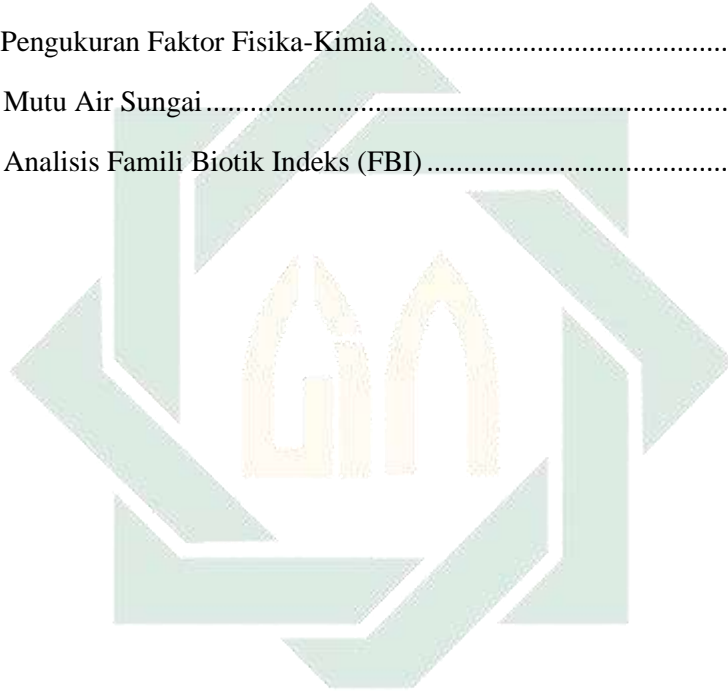 Pengukuran Faktor Fisika-Kimia.............................................
Mutu Air Sungai......................................................................
Analisis Famili Biotik Indeks (FBI)........................................